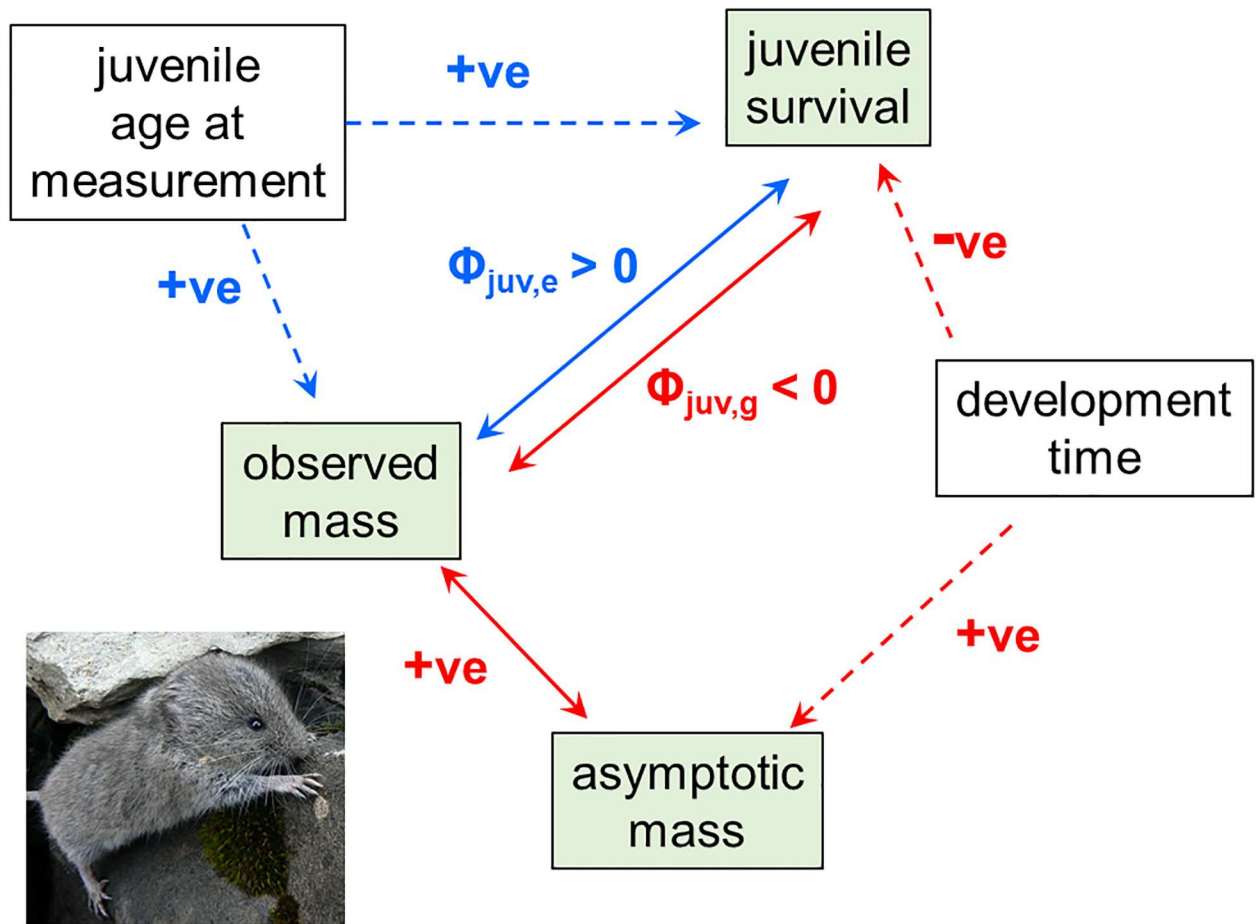 juvenile
age at
measurement
+ve
juvenile
survival
+ve
Φjuv,e > 0
-ve
Φjuv,g < 0
development
time
observed
mass
+ve
+ve
asymptotic
mass